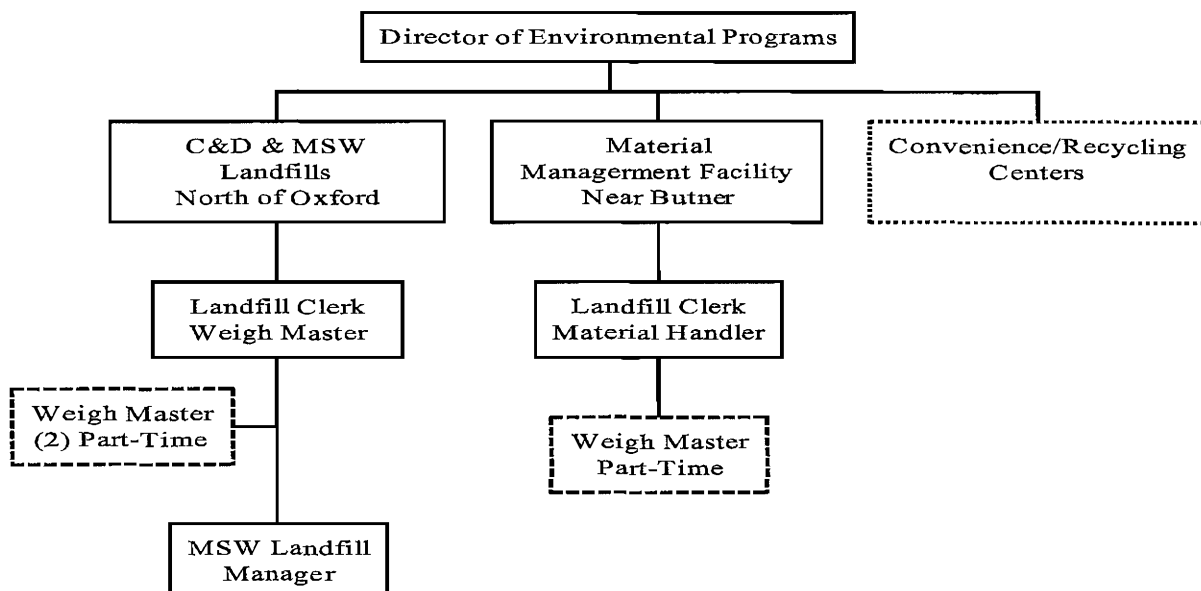 Director of Environmental Programs
C&D & MSW
Landfills
North of Oxford
Material
Managerment Facility
Near Butner
Convenience/Recycling
Centers
Landfill Clerk
Weigh Master
Landfill Clerk
Material Handler
Weigh Master
(2) Part-Time
Weigh Master
Part-Time
MSW Landfill
Manager